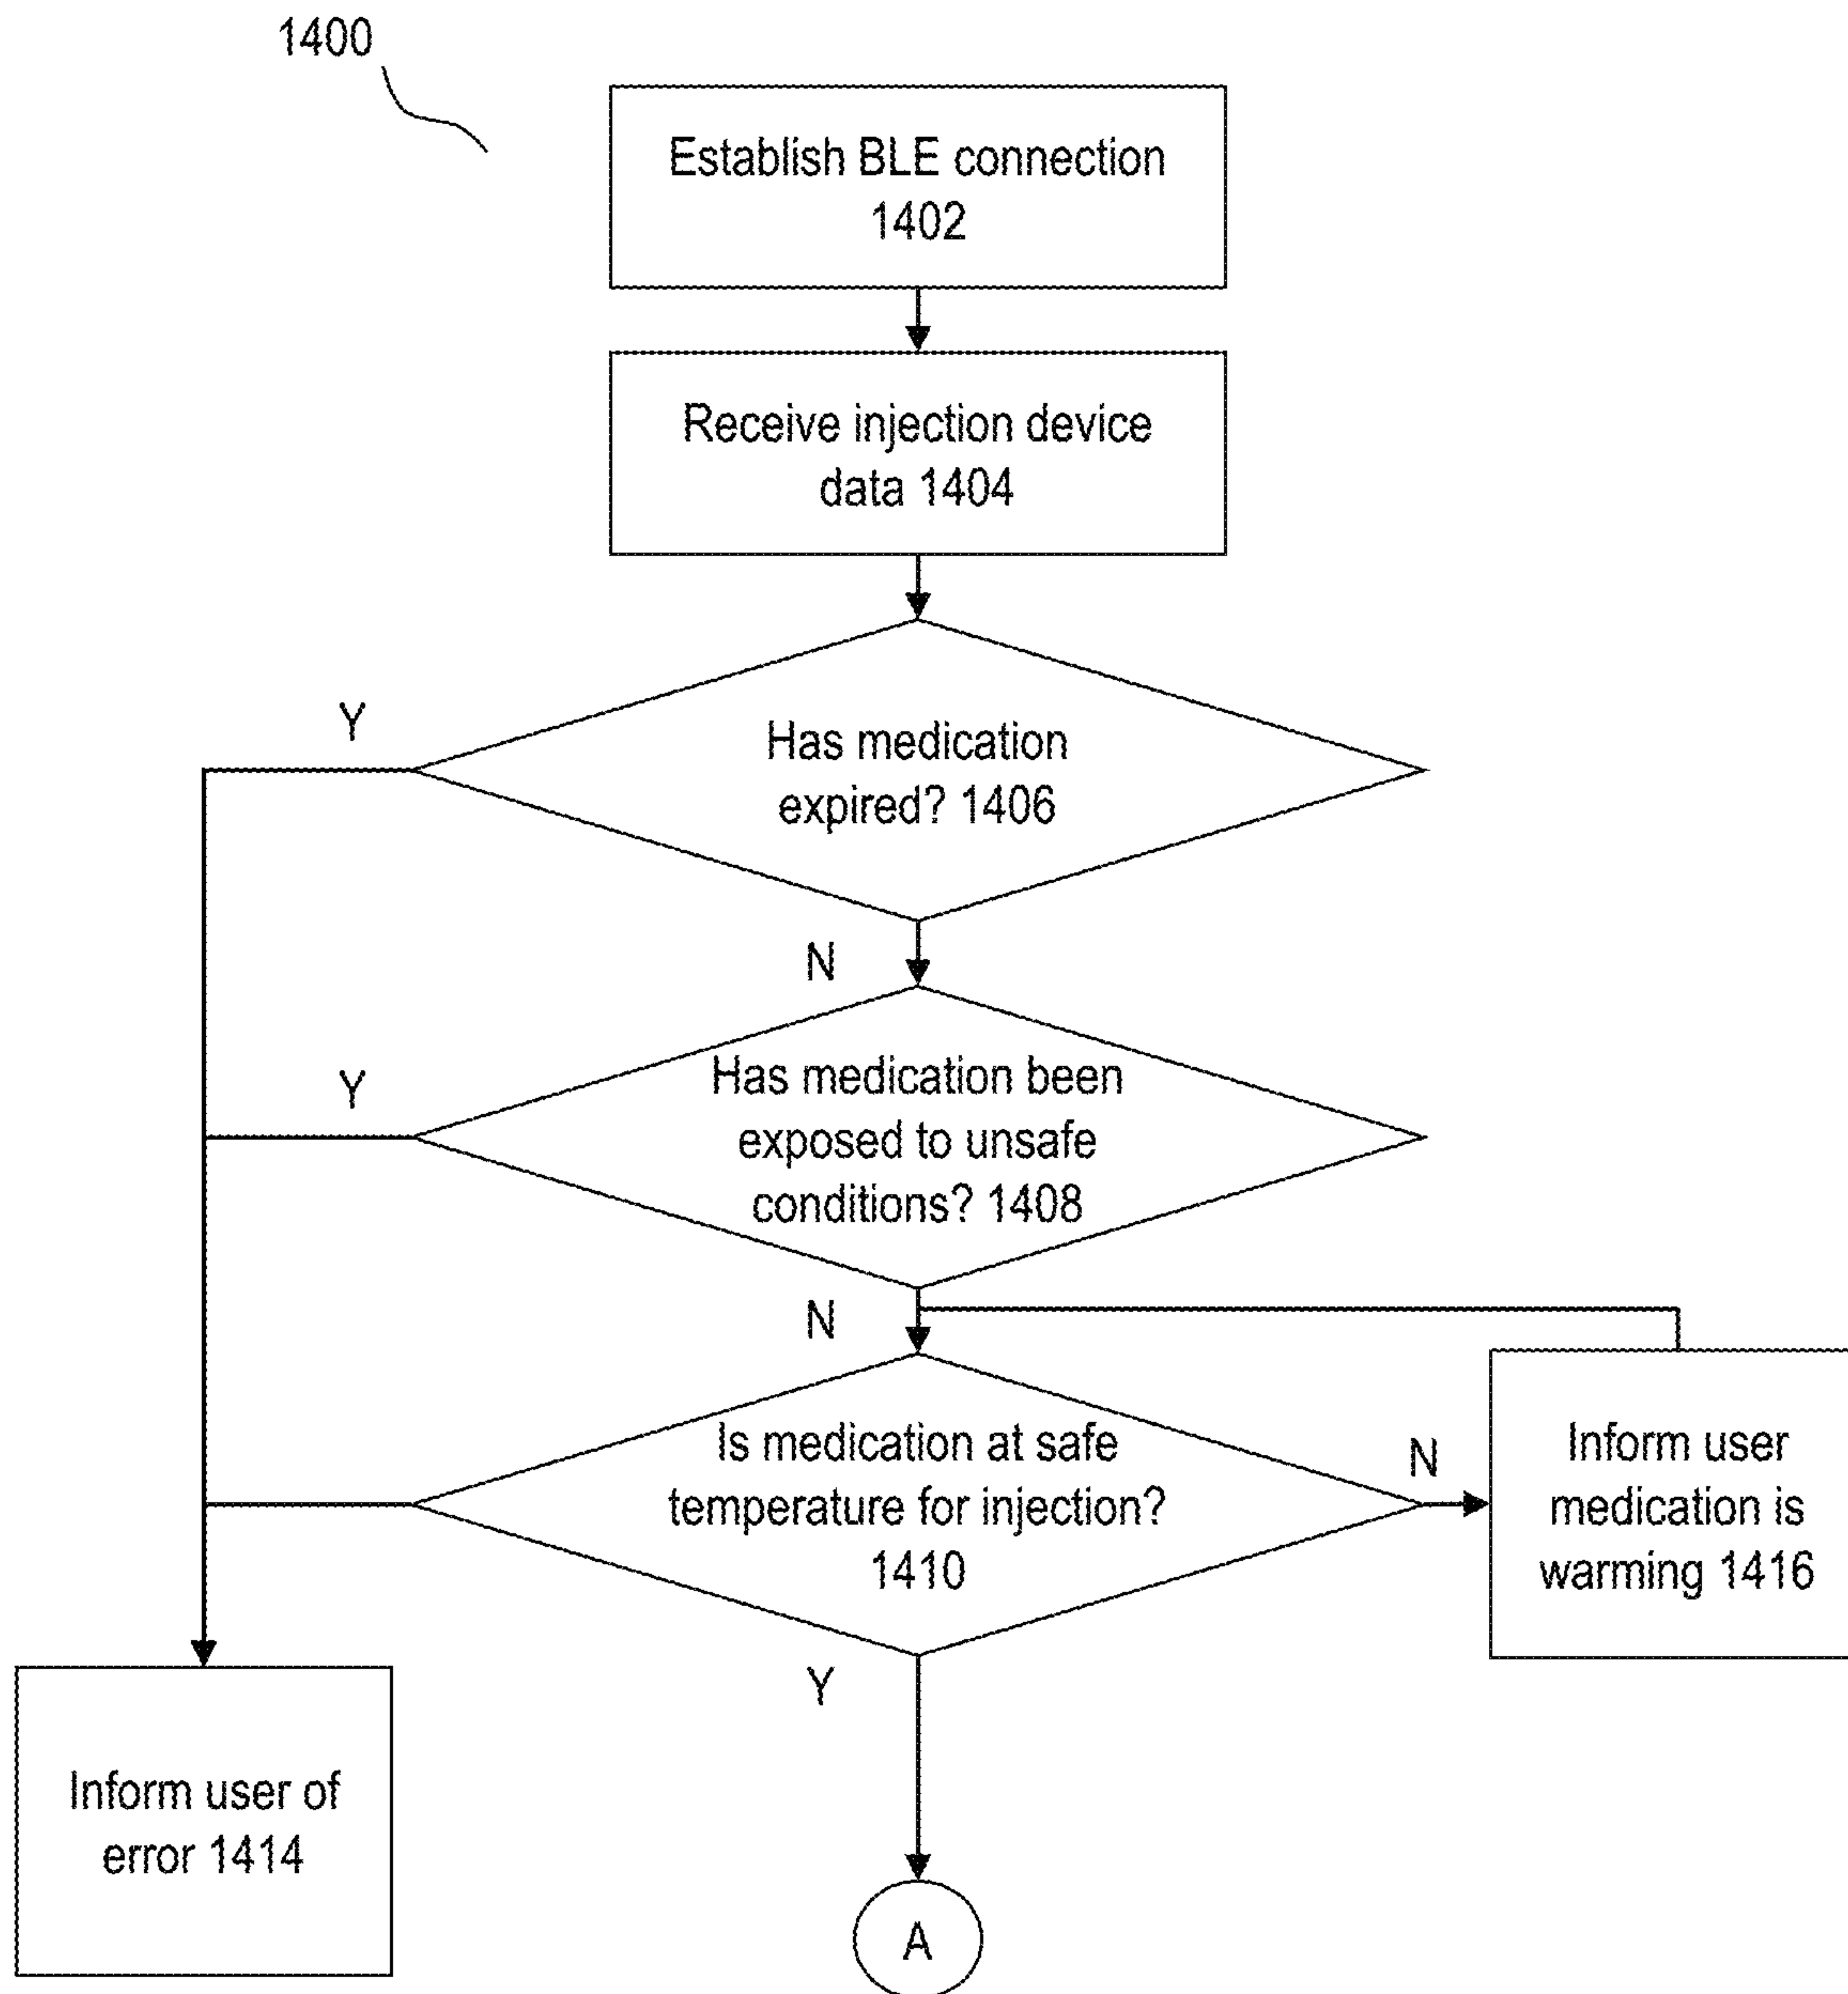 1400
Establish BLE connection
1402
Receive injection device
data 1404
Y
Has medication
expired? 1406
N
Y
Has medication been
exposed to unsafe
conditions? 1408
N
Is medication at safe
temperature for injection?
1410
N
Inform user
medication is
warming 1416
Y
Inform user of
error 1414
A